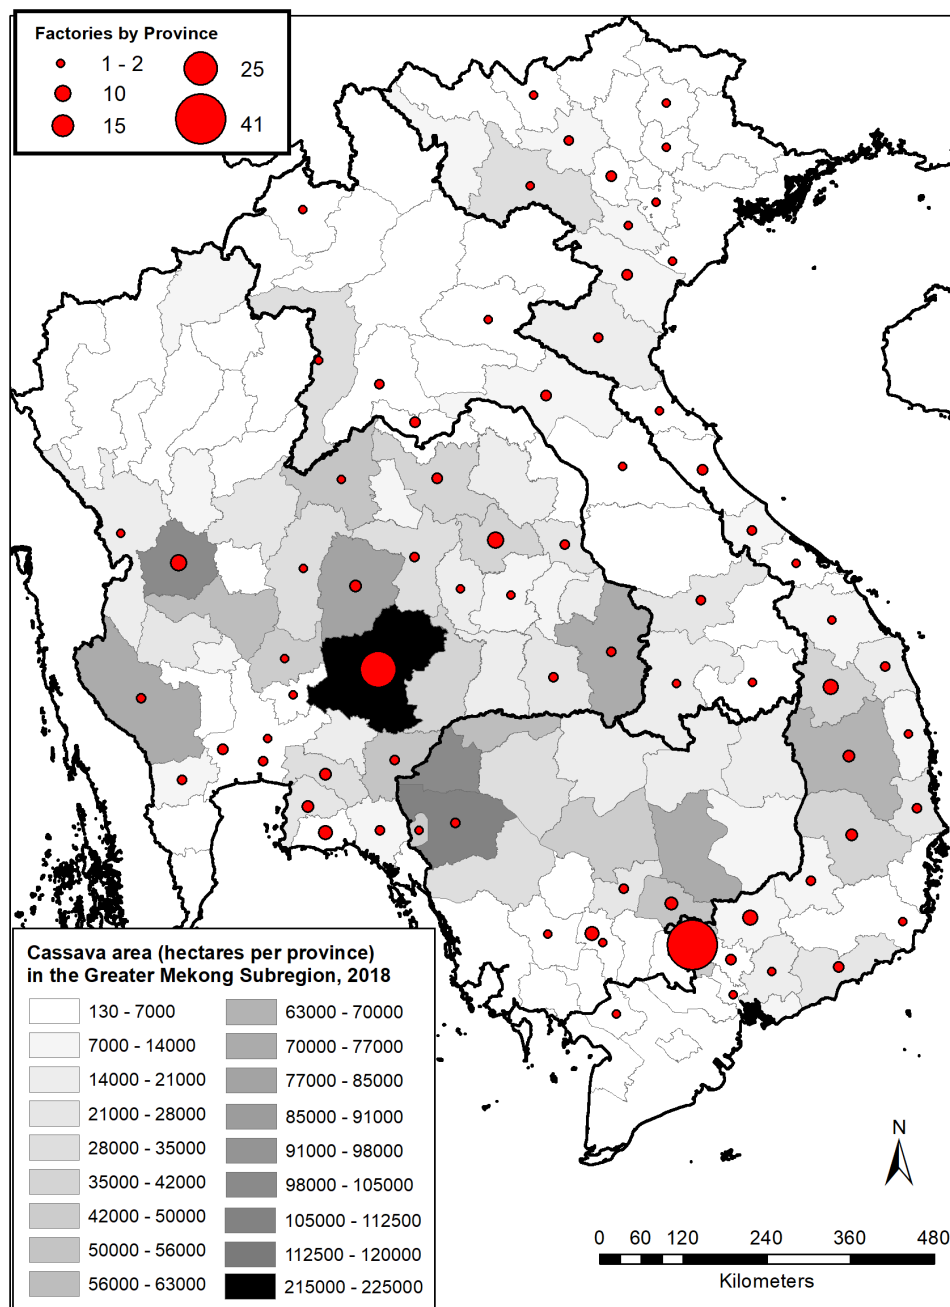 Factories by Province
1 - 2
10
15
25
41
Cassava area (hectares per province)
in the Greater Mekong Subregion, 2018
130 - 7000
7000 - 14000
14000 - 21000
21000 - 28000
28000 - 35000
35000 - 42000
42000 - 50000
50000 - 56000
56000 - 63000
63000 - 70000
70000 - 77000
77000 - 85000
85000 - 91000
91000 - 98000
98000 - 105000
105000 - 112500
112500 - 120000
215000 - 225000
N
0 60 120 240 360 480
Kilometers